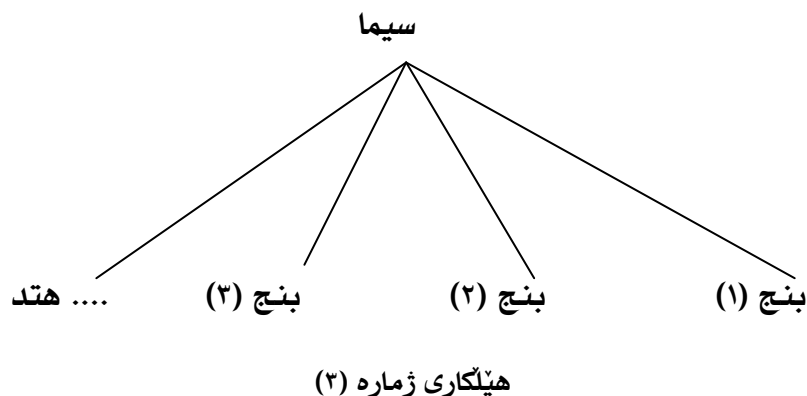 سیما
بنج (١) بنج (٢) بنج (٣) .... هتد
هێڵکاری ژمارە (٣)